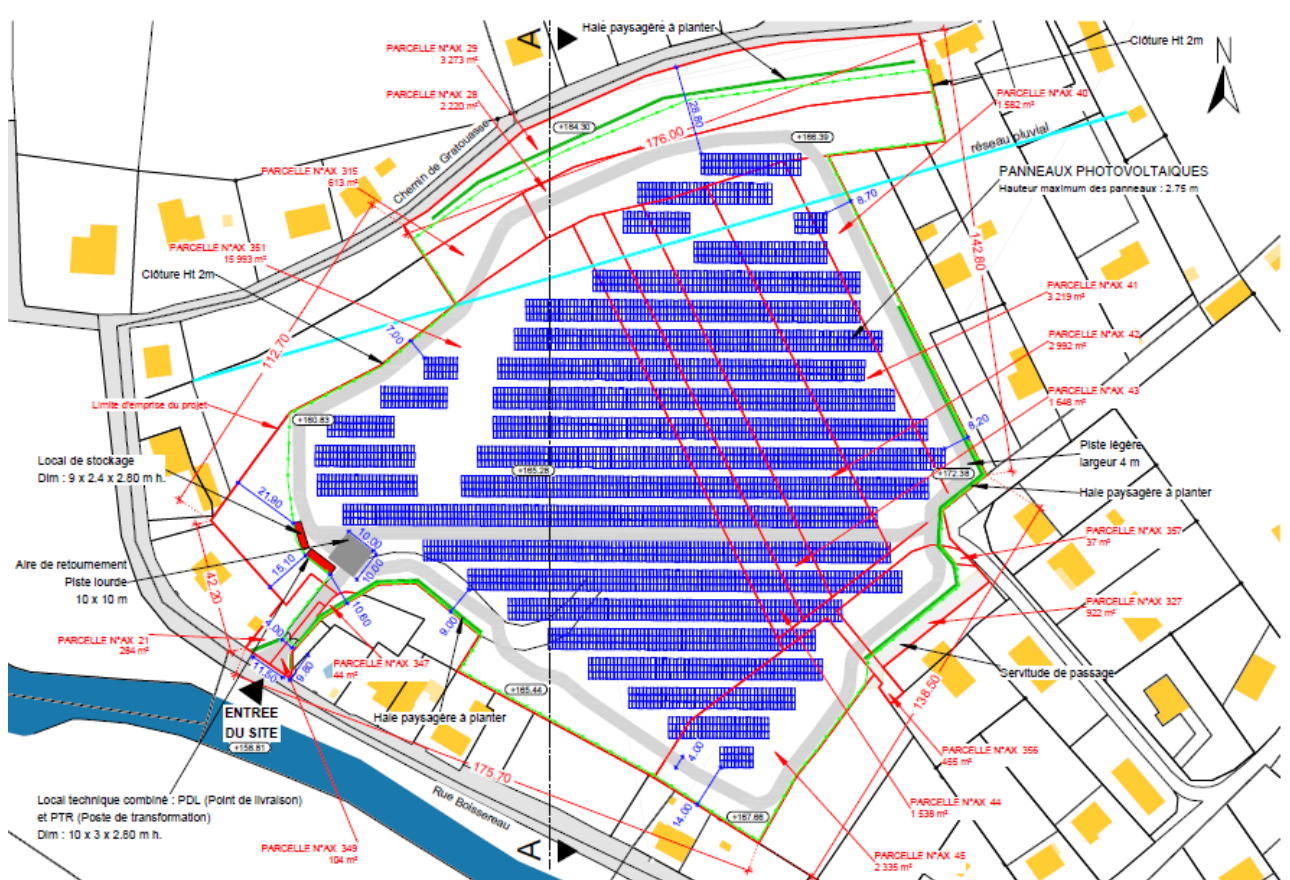 A
Haie paysagère à planter
Clôture Ht 2m
N
PARCELLE N°AX 29
3 273 m²
PARCELLE N°AX 28
2 220 m²
PARCELLE N°AX 40
1 582 m²
28.80
+164.30
176.00
+166.39
réseau pluvial
Chemin de Gratouasse
PARCELLE N°AX 315
613 m²
PANNEAUX PHOTOVOLTAIQUES
Hauteur maximum des panneaux : 2.75 m
8.70
142.80
PARCELLE N°AX 351
15 993 m²
Clôture Ht 2m
PARCELLE N°AX 41
3 219 m²
7.00
112.70
PARCELLE N°AX 42
2 992 m²
PARCELLE N°AX 43
1 648 m²
Limite d'emprise du projet
+160.83
8.20
Piste légère
largeur 4 m
Local de stockage
Dim : 9 x 2.4 x 2.80 m h.
+165.28
+172.38
Haie paysagère à planter
21.80
10.00
10.00
PARCELLE N°AX 357
37 m²
Aire de retournement
Piste lourde
10 x 10 m
15.10
42.20
10.60
9.00
PARCELLE N°AX 327
922 m²
4.00
PARCELLE N°AX 21
284 m²
PARCELLE N°AX 347
44 m²
11.50
9.80
Servitude de passage
+165.44
138.50
ENTREE
DU SITE
+158.81
Haie paysagère à planter
PARCELLE N°AX 356
455 m²
4.00
175.70
Rue Boissereau
Local technique combiné : PDL (Point de livraison)
et PTR (Poste de transformation)
Dim : 10 x 3 x 2.80 m h.
14.00
+167.66
PARCELLE N°AX 44
1 538 m²
PARCELLE N°AX 349
104 m²
A
PARCELLE N°AX 45
2 335 m²